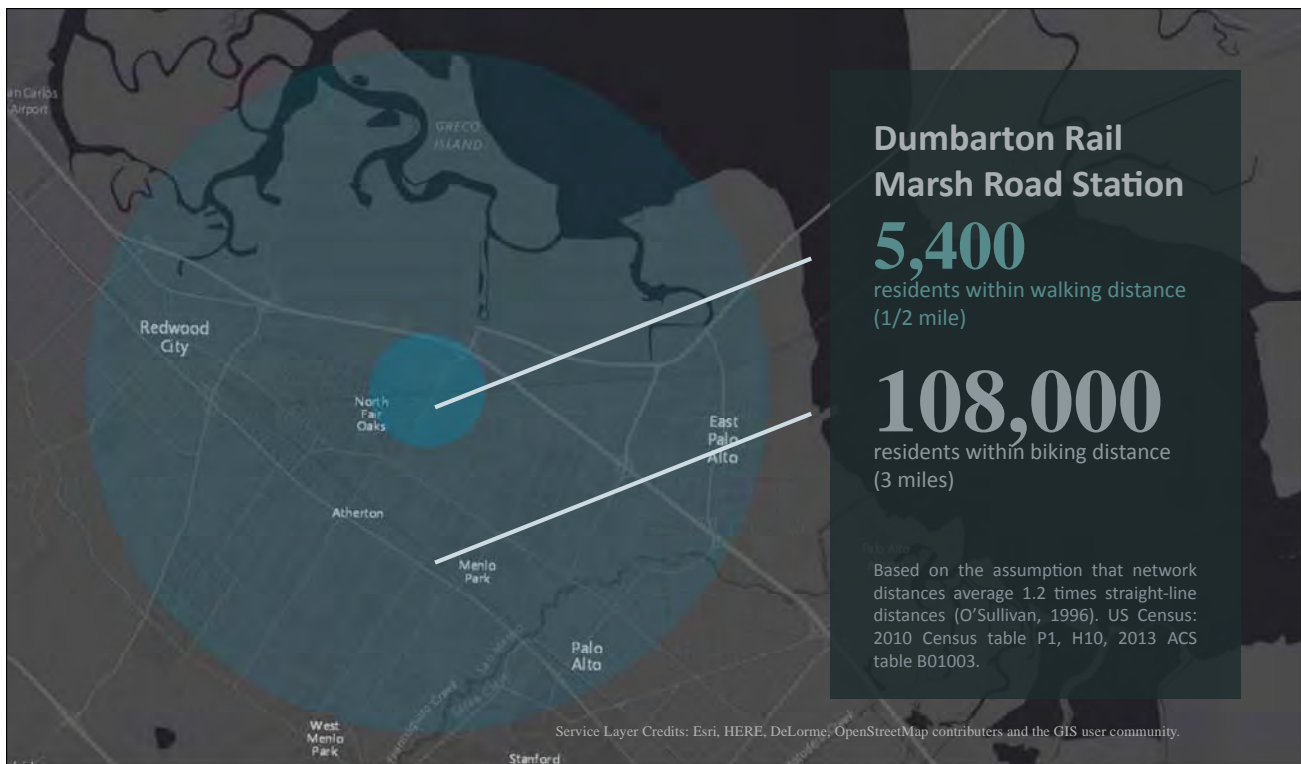 an Carlos
Airport
GRECO
ISLAND
Redwood
City
North
Fair
Oaks
East
Palo
Alto
Atherton
Menlo
Park
Palo
Alto
West
Menlo
Park
Stanford
Dumbarton Rail
Marsh Road Station
5,400
residents within walking distance
(1/2 mile)
108,000
residents within biking distance
(3 miles)
Palo Alto
Based on the assumption that network
distances average 1.2 times straight-line
distances (O’Sullivan, 1996). US Census:
2010 Census table P1, H10, 2013 ACS
table B01003.
Service Layer Credits: Esri, HERE, DeLorme, OpenStreetMap contributers and the GIS user community.